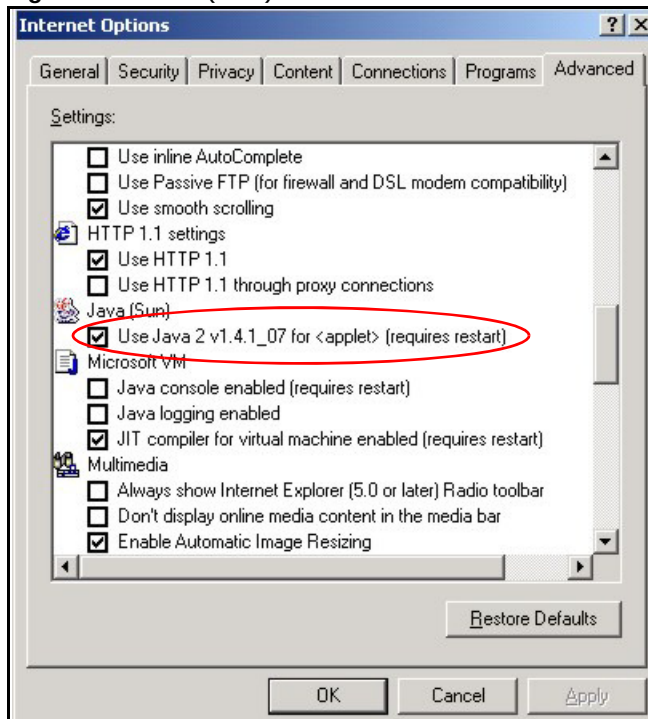 Internet Options
? ×
General Security Privacy Content Connections Programs Advanced
Settings:
Use inline AutoComplete
Use Passive FTP (for firewall and DSL modem compatibility)
Use smooth scrolling
HTTP 1.1 settings
Use HTTP 1.1
Use HTTP 1.1 through proxy connections
Java (Sun)
Use Java 2 v1.4.1_07 for <applet> (requires restart)
Microsoft VM
Java console enabled (requires restart)
Java logging enabled
JIT compiler for virtual machine enabled (requires restart)
Multimedia
Always show Internet Explorer (5.0 or later) Radio toolbar
Don't display online media content in the media bar
Enable Automatic Image Resizing
Restore Defaults
OK Cancel Apply